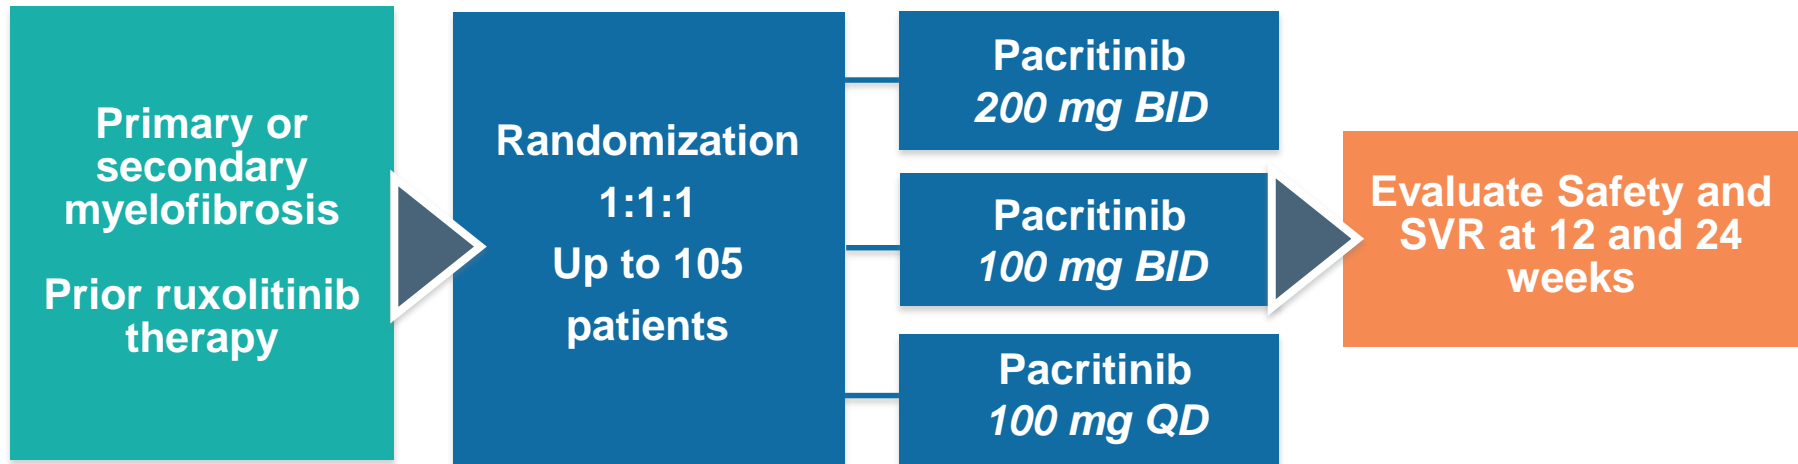 Primary or
secondary
myelofibrosis
Prior ruxolitinib
therapy
Randomization
1:1:1
Up to 105
patients
Pacritinib
200 mg BID
Pacritinib
100 mg BID
Pacritinib
100 mg QD
Evaluate Safety and
SVR at 12 and 24
weeks